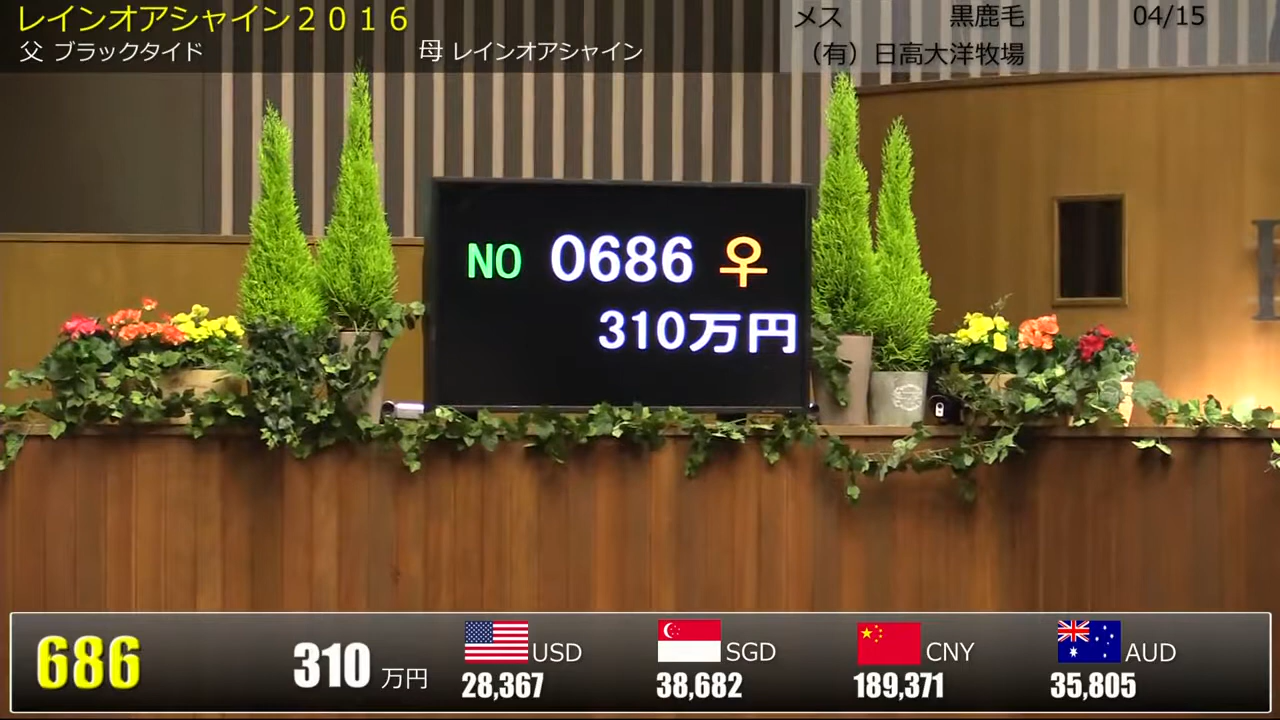 レインオアシャイン２０１６
メス 黒鹿毛 04/15
父 ブラックタイド 母 レインオアシャイン
（有）日高大洋牧場
NO 0686 ♀
310万円
686 310 万円
USD SGD CNY AUD
28,367 38,682 189,371 35,805